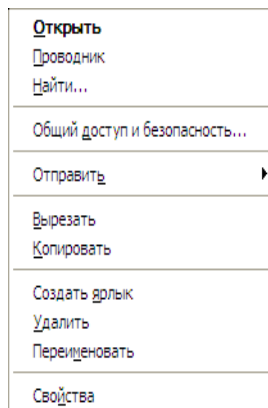 Открыть
Проводник
Найти...
Общий доступ и безопасность...
Отправить
Вырезать
Копировать
Создать ярлык
Удалить
Переименовать
Свойства